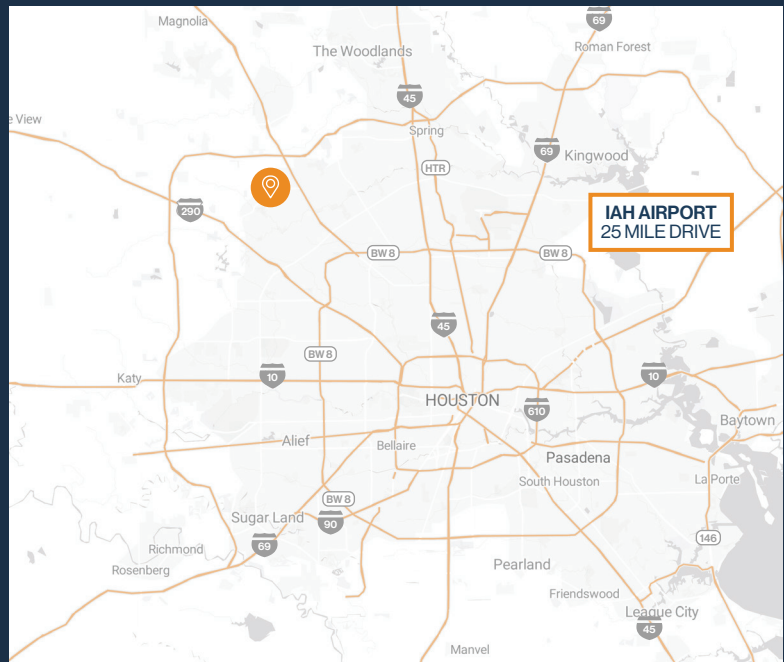 69
Magnolia
Roman Forest
The Woodlands
45
e View
Spring
69
Kingwood
HTR
290
IAH AIRPORT
25 MILE DRIVE
BW 8
BW 8
45
BW 8
10
10
Katy
HOUSTON
610
Baytown
Alief
Bellaire
Pasadena
South Houston
La Porte
BW 8
Sugar Land
90
146
69
Richmond
Rosenberg
Pearland
Friendswood
League City
45
Manvel